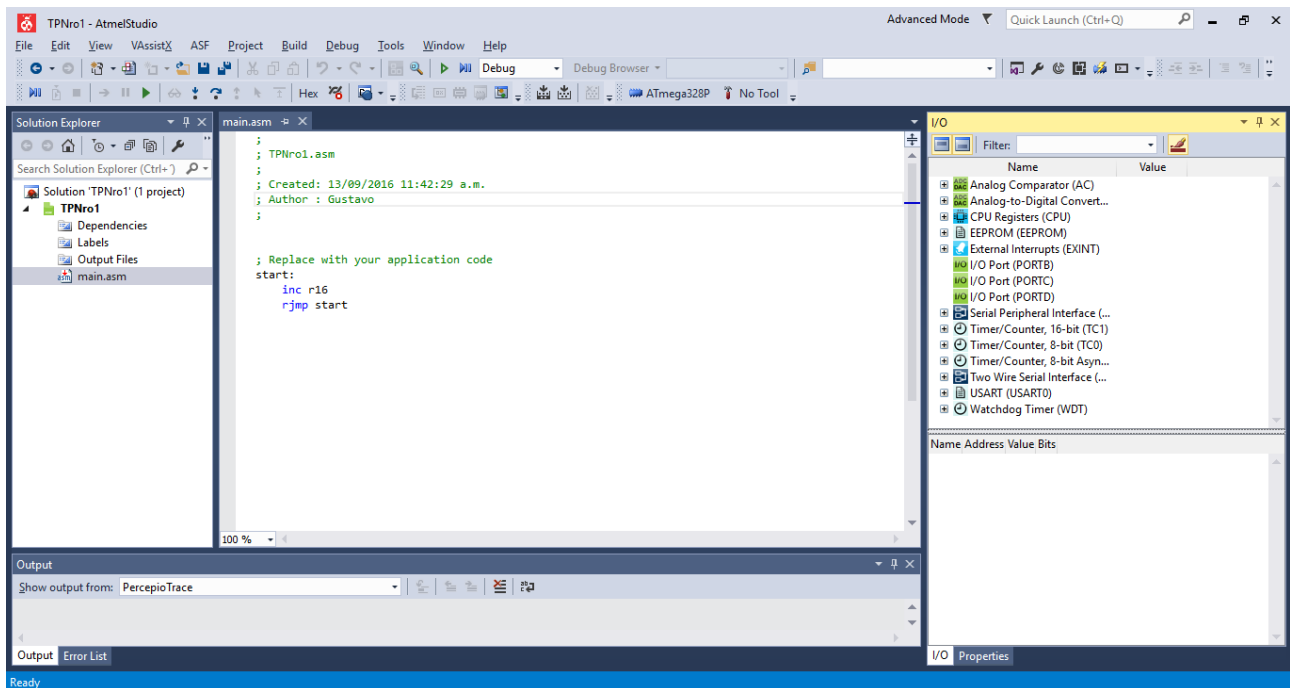 TPNro1 - AtmelStudio
Advanced Mode
Quick Launch (Ctrl+Q)
File Edit View VAssistX ASF Project Build Debug Tools Window Help
Debug
Debug Browser
Hex
ATmega328P
No Tool
Solution Explorer
Search Solution Explorer (Ctrl+´)
Solution 'TPNro1' (1 project)
TPNro1
Dependencies
Labels
Output Files
main.asm
main.asm
;
; TPNro1.asm
;
; Created: 13/09/2016 11:42:29 a.m.
; Author : Gustavo
;
; Replace with your application code
start:
inc r16
rjmp start
100 %
I/O
Filter:
Name Value
Analog Comparator (AC)
Analog-to-Digital Convert...
CPU Registers (CPU)
EEPROM (EEPROM)
External Interrupts (EXINT)
I/O Port (PORTB)
I/O Port (PORTC)
I/O Port (PORTD)
Serial Peripheral Interface (...
Timer/Counter, 16-bit (TC1)
Timer/Counter, 8-bit (TC0)
Timer/Counter, 8-bit Asyn...
Two Wire Serial Interface (...
USART (USART0)
Watchdog Timer (WDT)
Name Address Value Bits
Output
Show output from: PercepioTrace
Output Error List
I/O Properties
Ready